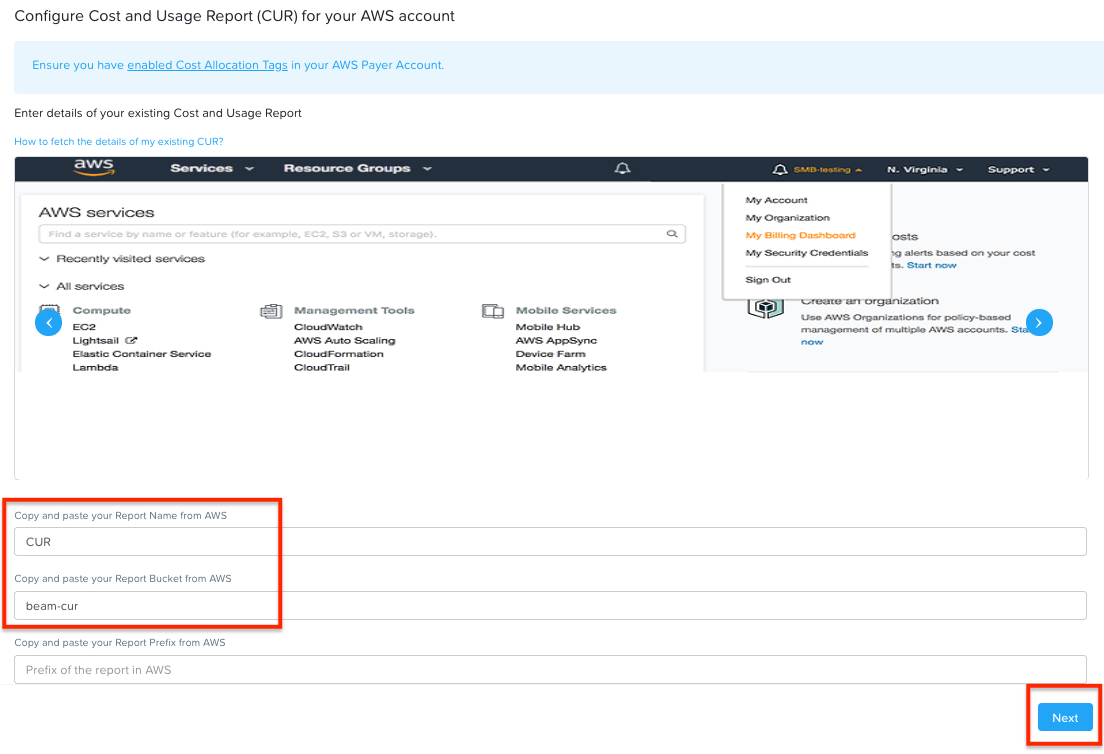 Configure Cost and Usage Report (CUR) for your AWS account
Ensure you have enabled Cost Allocation Tags in your AWS Payer Account.
Enter details of your existing Cost and Usage Report
How to fetch the details of my existing CUR?
aws Services Resource Groups SMB-testing N. Virginia Support
AWS services
Find a service by name or feature (for example, EC2, S3 or VM, storage).
Recently visited services
All services
Compute
EC2
Lightsail
Elastic Container Service
Lambda
Management Tools
CloudWatch
AWS Auto Scaling
CloudFormation
CloudTrail
Mobile Services
Mobile Hub
AWS AppSync
Device Farm
Mobile Analytics
My Account
My Organization
My Billing Dashboard
My Security Credentials
Sign Out
osts
ng alerts based on your cost
ts. Start now
Create an organization
Use AWS Organizations for policy-based
management of multiple AWS accounts. Sta
now
Copy and paste your Report Name from AWS
CUR
Copy and paste your Report Bucket from AWS
beam-cur
Copy and paste your Report Prefix from AWS
Prefix of the report in AWS
Next